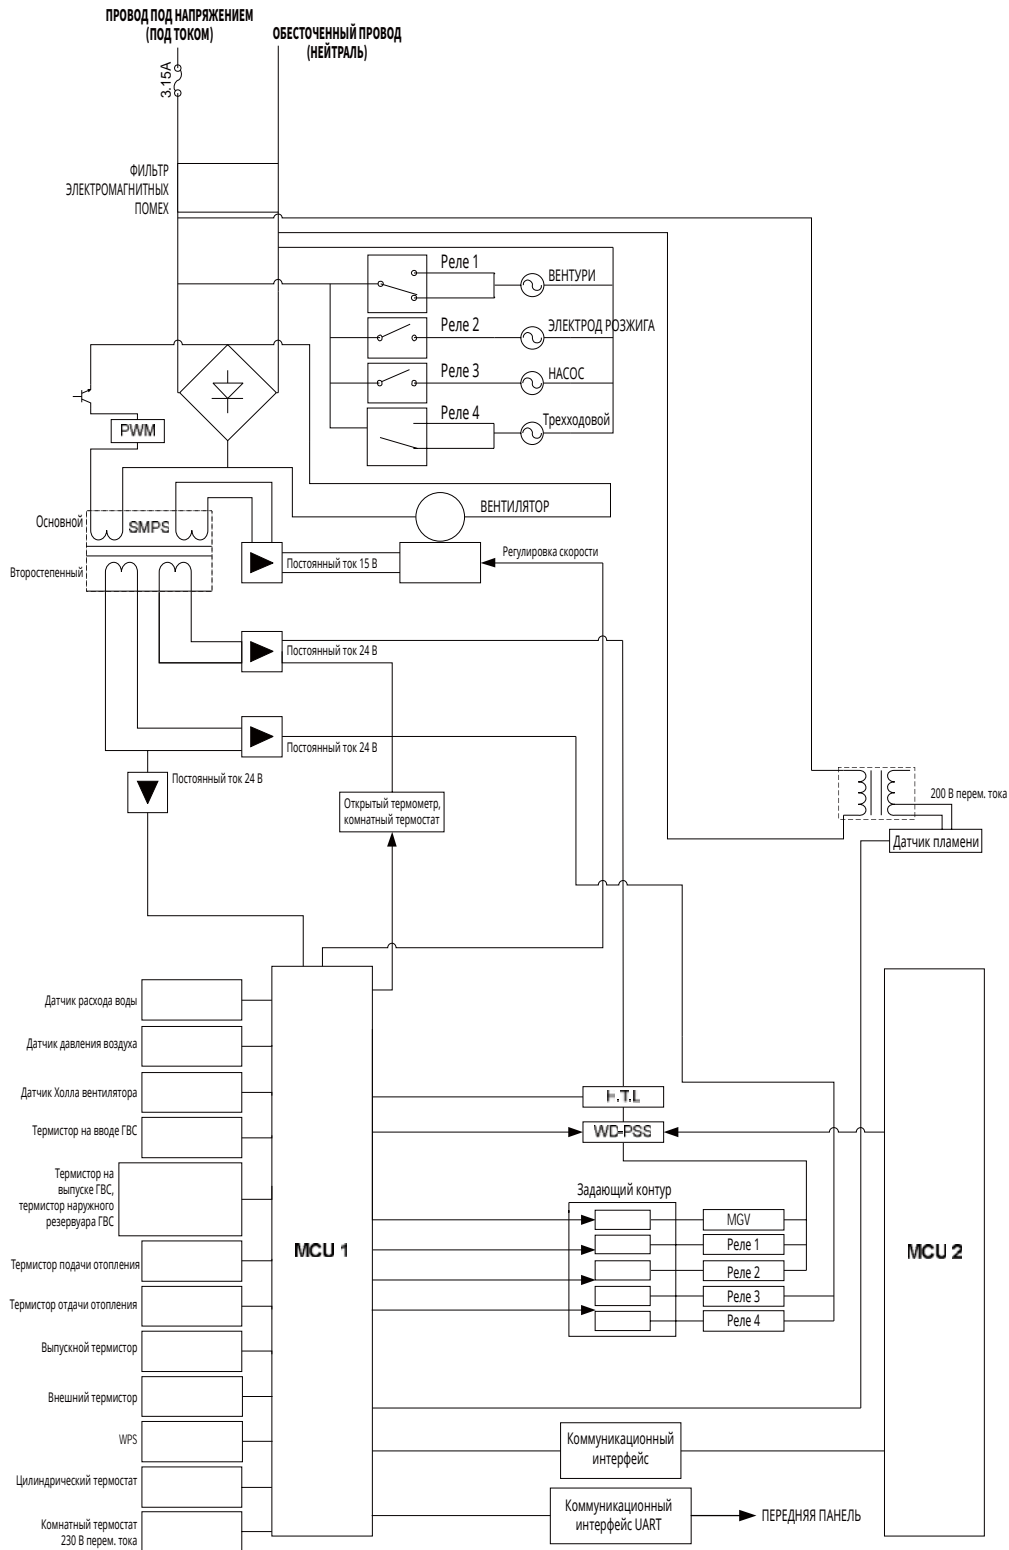 ПРОВОД ПОД НАПРЯЖЕНИЕМ
(ПОД ТОКОМ)
ОБЕСТОЧЕННЫЙ ПРОВОД
(НЕЙТРАЛЬ)
3.15A
ФИЛЬТР
ЭЛЕКТРОМАГНИТНЫХ
ПОМЕХ
Реле 1
ВЕНТУРИ
Реле 2
ЭЛЕКТРОД РОЗЖИГА
Реле 3
НАСОС
Реле 4
Трехходовой
PWM
ВЕНТИЛЯТОР
Основной
SMPS
Регулировка скорости
Постоянный ток 15 В
Второстепенный
Постоянный ток 24 В
Постоянный ток 24 В
Постоянный ток 24 В
200 В перем. тока
Открытый термометр,
комнатный термостат
Датчик пламени
Датчик расхода воды
Датчик давления воздуха
Датчик Холла вентилятора
Термистор на вводе ГВС
Термистор на
выпуске ГВС,
термистор наружного
резервуара ГВС
Термистор подачи отопления
Термистор отдачи отопления
Выпускной термистор
Внешний термистор
WPS
Цилиндрический термостат
Комнатный термостат
230 В перем. тока
MCU 1
H.T.L
WD-PSS
Задающий контур
MGV
Реле 1
Реле 2
Реле 3
Реле 4
MCU 2
Коммуникационный
интерфейс
Коммуникационный
интерфейс UART
ПЕРЕДНЯЯ ПАНЕЛЬ